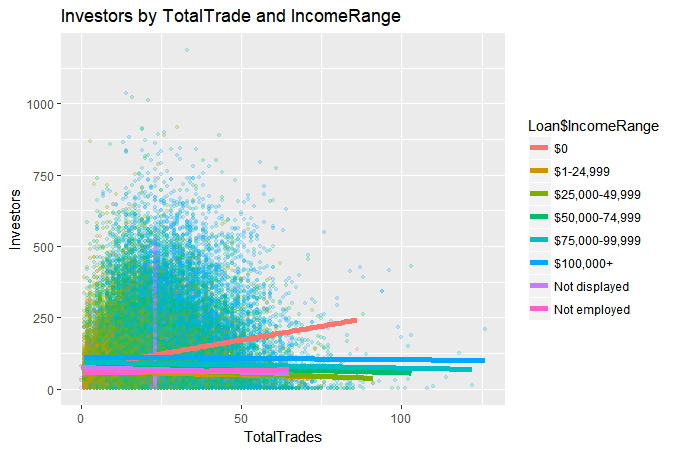 Investors by TotalTrade and IncomeRange
Investors
1000
750
500
250
0
0
50
100
TotalTrades
Loan$IncomeRange
$0
$1-24,999
$25,000-49,999
$50,000-74,999
$75,000-99,999
$100,000+
Not displayed
Not employed